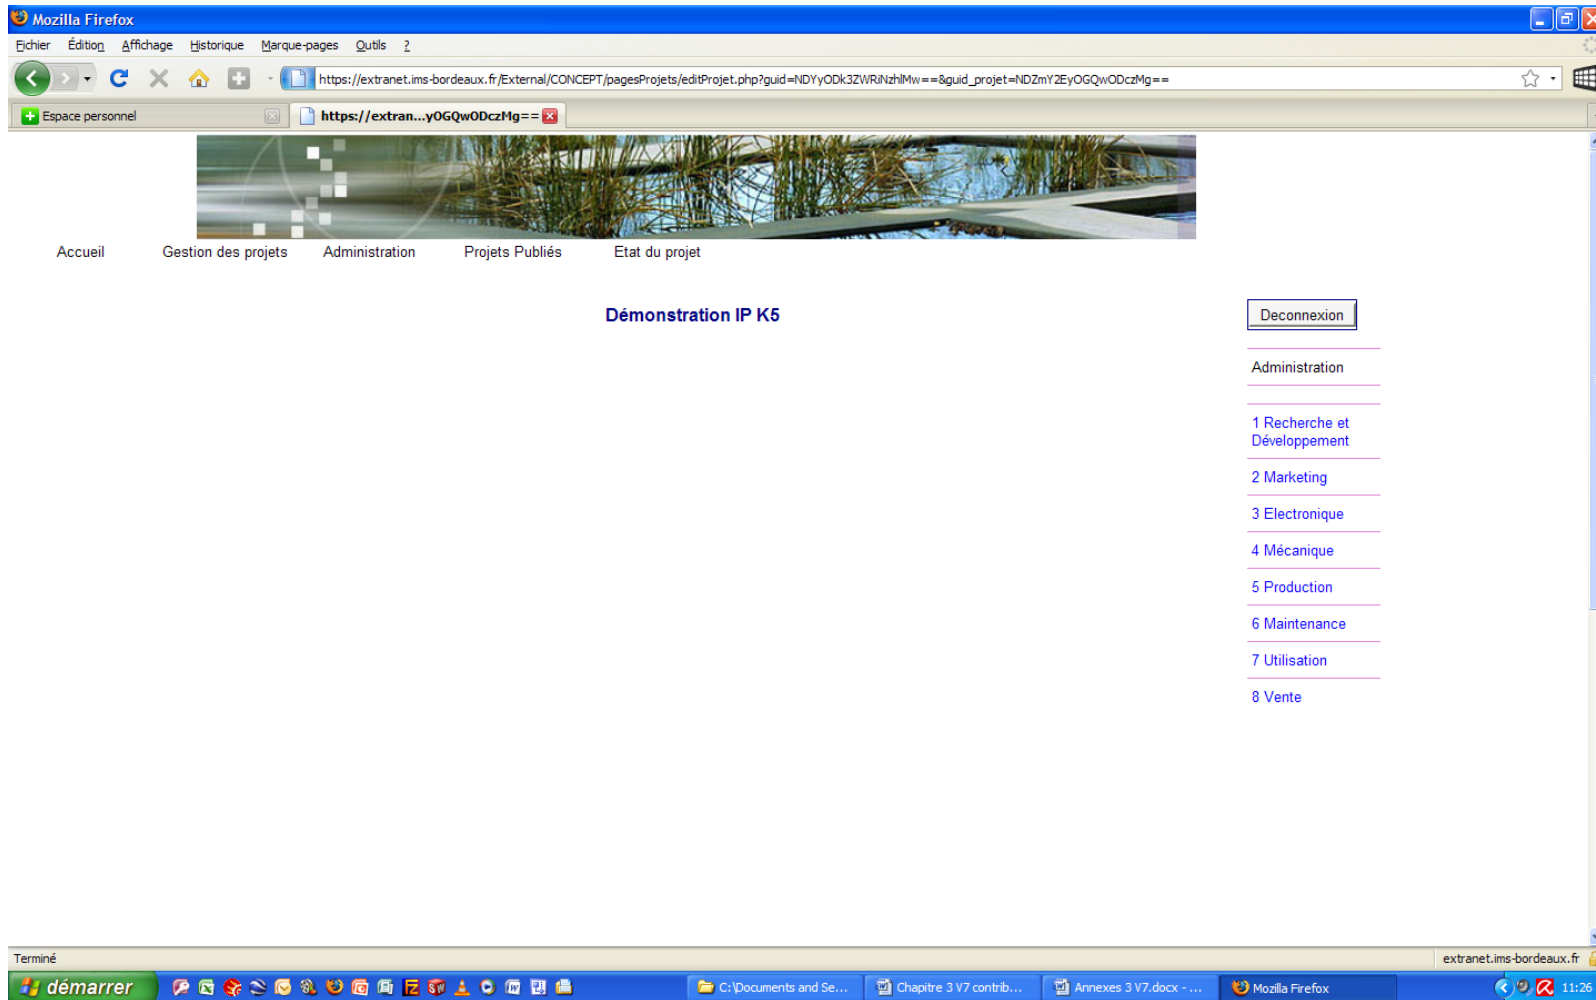 Mozilla Firefox
Fichier Édition Affichage Historique Marque-pages Outils ?
https://extranet.ims-bordeaux.fr/External/CONCEPT/pagesProjets/editProjet.php?guid=NDYyODk3ZWRiNzhlMw==&guid_projet=NDZmY2EyOGQwODczMg==
Espace personnel
https://extran...yOGQwODczMg==
Accueil Gestion des projets Administration Projets Publiés Etat du projet
Démonstration IP K5
Deconnexion
Administration
1 Recherche et
Développement
2 Marketing
3 Electronique
4 Mécanique
5 Production
6 Maintenance
7 Utilisation
8 Vente
Terminé
extranet.ims-bordeaux.fr
démarrer
C:\Documents and Se...
Chapitre 3 V7 contrib...
Annexes 3 V7.docx - ...
Mozilla Firefox
11:26